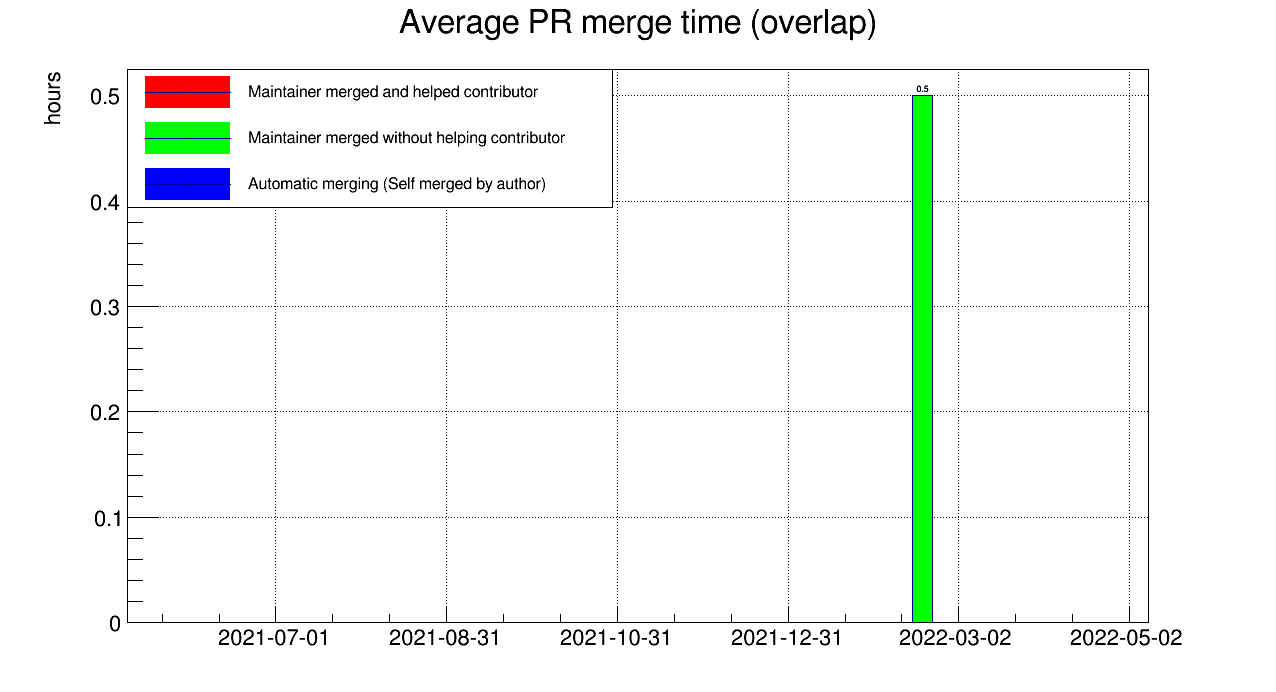 Average PR merge time (overlap)
hours
Maintainer merged and helped contributor
Maintainer merged without helping contributor
Automatic merging (Self merged by author)
0.5
0.5
0.4
0.3
0.2
0.1
0
2021-07-01 2021-08-31 2021-10-31 2021-12-31 2022-03-02 2022-05-02